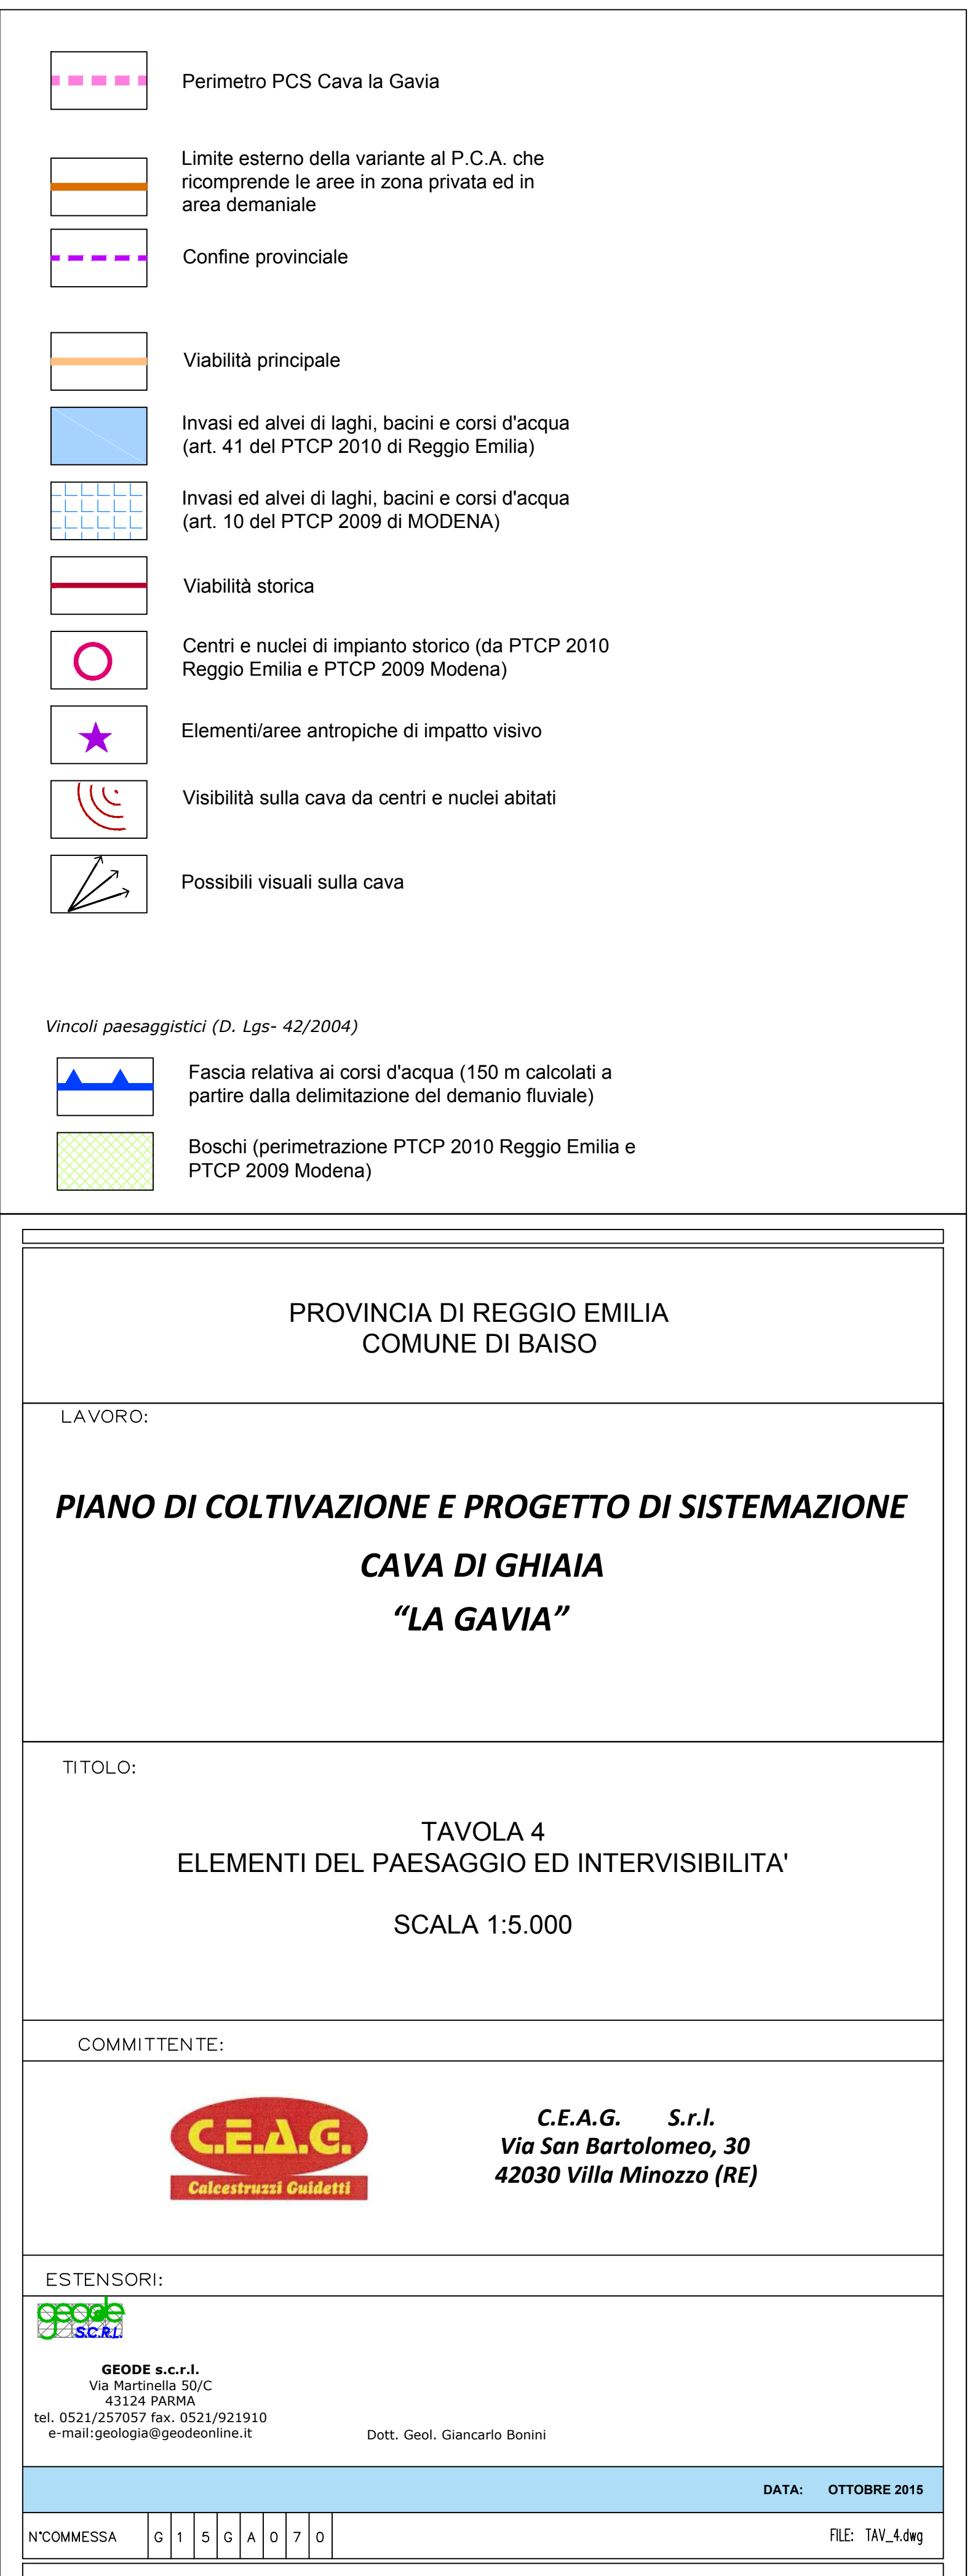 Perimetro PCS Cava la Gavia
Limite esterno della variante al P.C.A. che
ricomprende le aree in zona privata ed in
area demaniale
Confine provinciale
Viabilità principale
Invasi ed alvei di laghi, bacini e corsi d'acqua
(art. 41 del PTCP 2010 di Reggio Emilia)
Invasi ed alvei di laghi, bacini e corsi d'acqua
(art. 10 del PTCP 2009 di MODENA)
Viabilità storica
Centri e nuclei di impianto storico (da PTCP 2010
Reggio Emilia e PTCP 2009 Modena)
Elementi/aree antropiche di impatto visivo
Visibilità sulla cava da centri e nuclei abitati
Possibili visuali sulla cava
Vincoli paesaggistici (D. Lgs- 42/2004)
Fascia relativa ai corsi d'acqua (150 m calcolati a
partire dalla delimitazione del demanio fluviale)
Boschi (perimetrazione PTCP 2010 Reggio Emilia e
PTCP 2009 Modena)
PROVINCIA DI REGGIO EMILIA
COMUNE DI BAISO
LAVORO:
PIANO DI COLTIVAZIONE E PROGETTO DI SISTEMAZIONE
CAVA DI GHIAIA
“LA GAVIA”
TITOLO:
TAVOLA 4
ELEMENTI DEL PAESAGGIO ED INTERVISIBILITA'
SCALA 1:5.000
COMMITTENTE:
C.E.A.G.
Calcestruzzi Guidetti
C.E.A.G. S.r.l.
Via San Bartolomeo, 30
42030 Villa Minozzo (RE)
ESTENSORI:
geode
S.C.R.L.
GEODE s.c.r.l.
Via Martinella 50/C
43124 PARMA
tel. 0521/257057 fax. 0521/921910
e-mail:geologia@geodeonline.it
Dott. Geol. Giancarlo Bonini
DATA: OTTOBRE 2015
N°COMMESSA G 1 5 G A 0 7 0
FILE: TAV_4.dwg